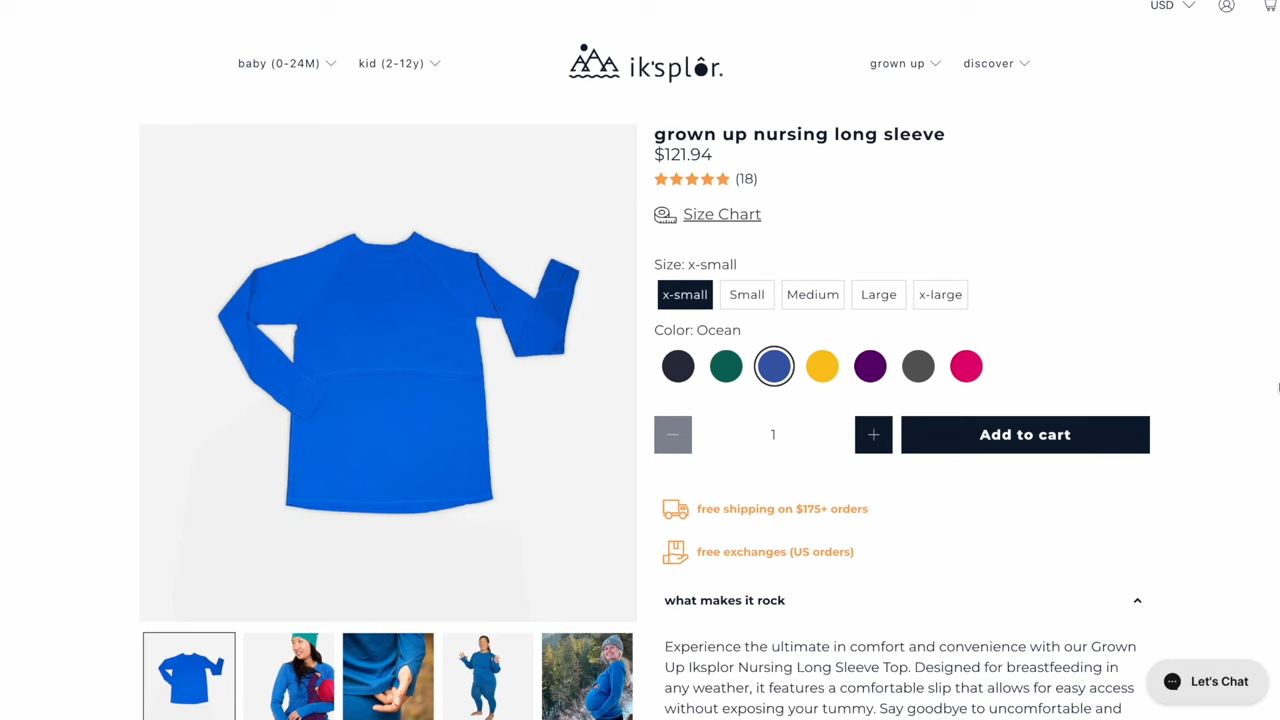 USD
baby (0-24M)
kid (2-12y)
ik'splôr.
grown up
discover
grown up nursing long sleeve
$121.94
(18)
Size Chart
Size: x-small
x-small
Small
Medium
Large
x-large
Color: Ocean
1
Add to cart
free shipping on $175+ orders
free exchanges (US orders)
what makes it rock
Experience the ultimate in comfort and convenience with our Grown
Up Iksplor Nursing Long Sleeve Top. Designed for breastfeeding in
any weather, it features a comfortable slip that allows for easy access
without exposing your tummy. Say goodbye to uncomfortable and
Let's Chat